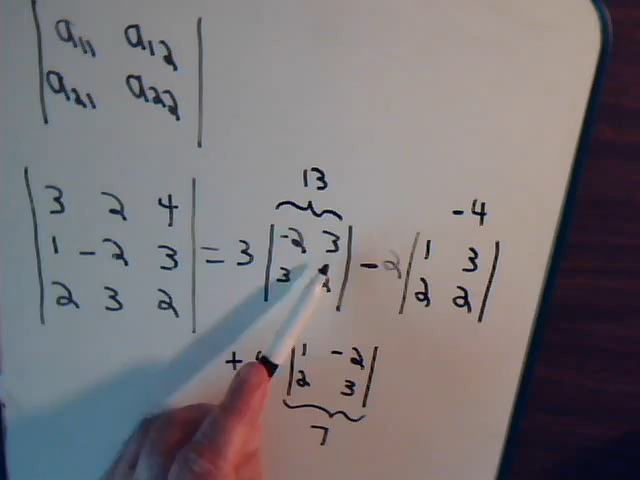 | a₁₁ a₁₂ |
| a₂₁ a₂₂ |
13
-4
| 3 2 4 |
| 1 -2 3 | = 3 | -2 3 | - 2 | 1 3 |
| 2 3 2 | | 3 2 | | 2 2 |
+ | 1 -2 |
| 2 3 |
7